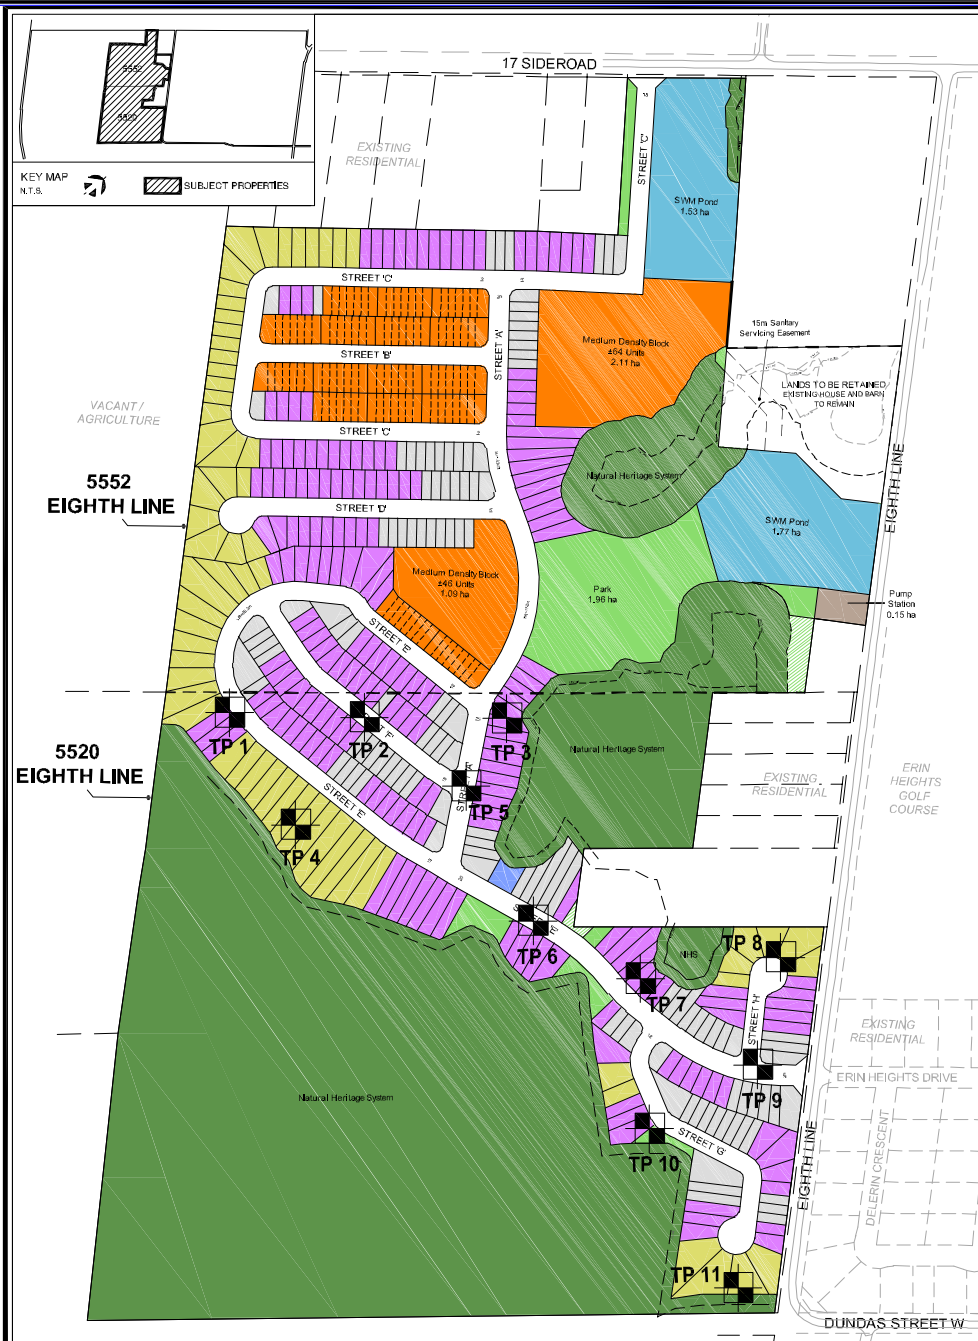 17 SIDEROAD
5552
5520
KEY MAP
N.T.S.
SUBJECT PROPERTIES
EXISTING
RESIDENTIAL
STREET 'C'
SWM Pond
1.53 ha
STREET 'C'
STREET 'B'
STREET 'A'
Medium Density Block
±64 Units
2.11 ha
15m Sanitary
Servicing Easement
LANDS TO BE RETAINED
EXISTING HOUSE AND BARN
TO REMAIN
VACANT /
AGRICULTURE
STREET 'C'
EIGHTH LINE
Natural Heritage System
5552
EIGHTH LINE
STREET 'D'
SWM Pond
1.77 ha
Medium Density Block
±46 Units
1.09 ha
Park
1.96 ha
Pump
Station
0.15 ha
STREET 'E'
TP 1
TP 2
STREET 'F'
TP 3
Natural Heritage System
5520
EIGHTH LINE
EXISTING
RESIDENTIAL
ERIN
HEIGHTS
GOLF
COURSE
STREET 'E'
STREET 'A'
TP 5
TP 4
TP 6
NHS
TP 8
TP 7
STREET 'H'
EXISTING
RESIDENTIAL
ERIN HEIGHTS DRIVE
Natural Heritage System
TP 9
TP 10
STREET 'G'
EIGHTH LINE
DELERIN CRESCENT
TP 11
DUNDAS STREET W